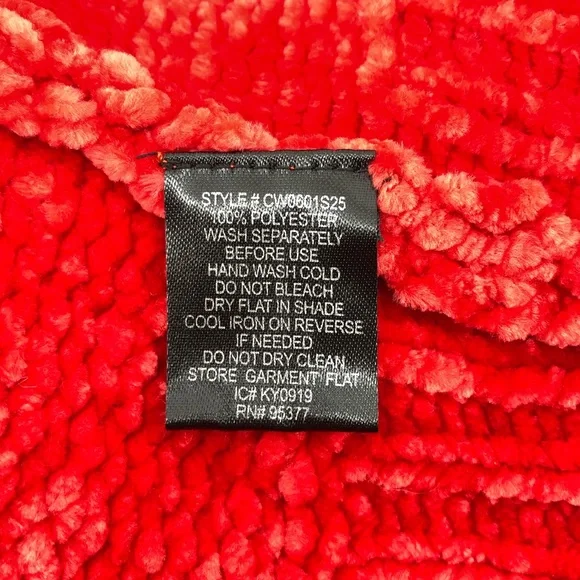 STYLE # CW0601S25
100% POLYESTER
WASH SEPARATELY
BEFORE USE
HAND WASH COLD
DO NOT BLEACH
DRY FLAT IN SHADE
COOL IRON ON REVERSE
IF NEEDED
DO NOT DRY CLEAN
STORE GARMENT FLAT
IC# KY0919
RN# 95377